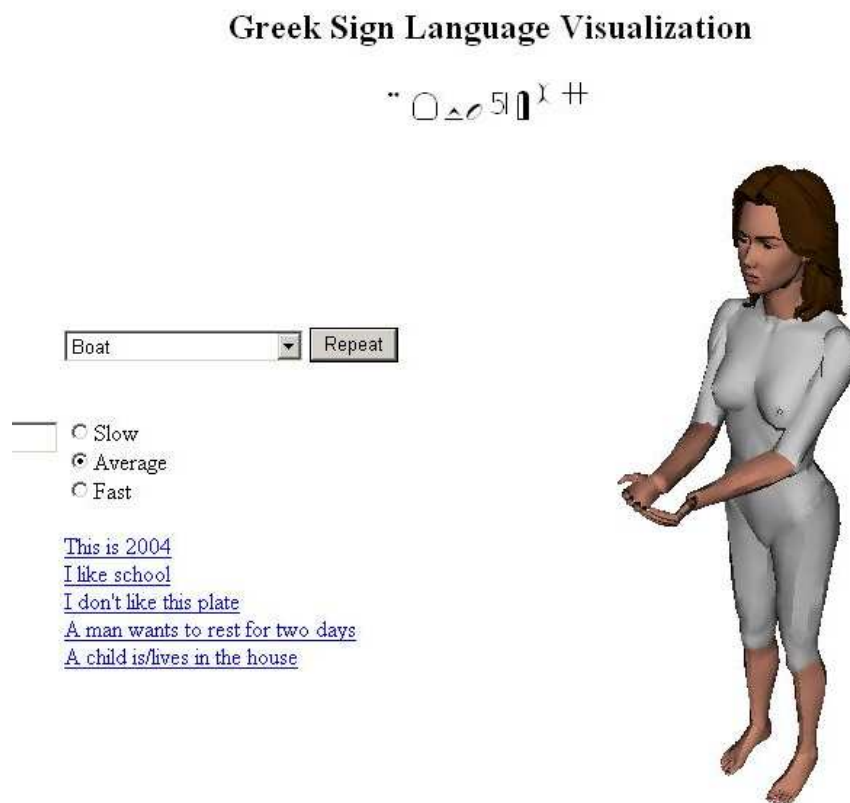 Greek Sign Language Visualization
Boat
Repeat
Slow
Average
Fast
This is 2004
I like school
I don't like this plate
A man wants to rest for two days
A child is/lives in the house